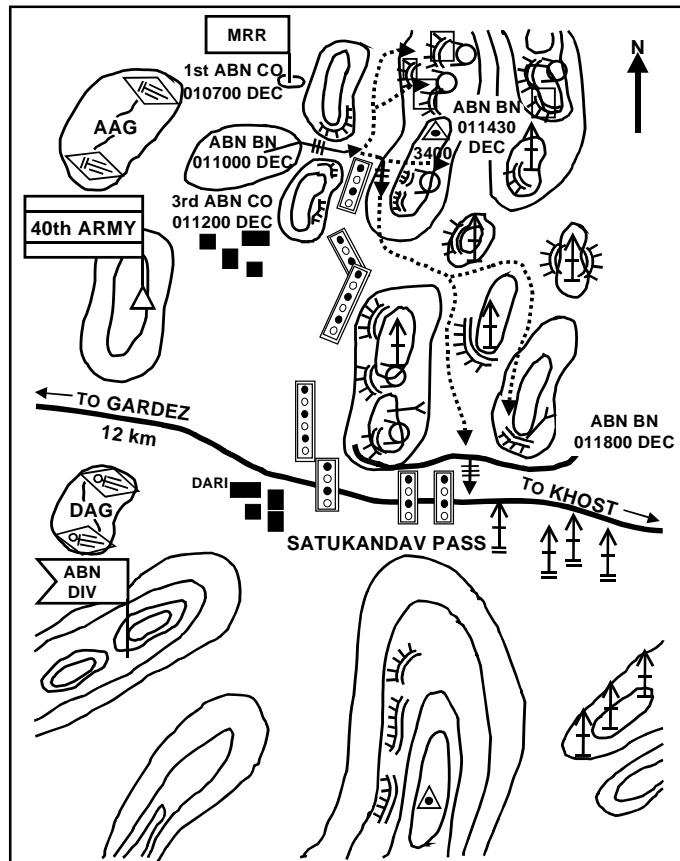 MRR
N
1st ABN CO
010700 DEC
AAG
ABN BN
011000 DEC
ABN BN
011430
DEC
3400
3rd ABN CO
011200 DEC
40th ARMY
TO GARDEZ
12 km
ABN BN
011800 DEC
DARI
TO KHOST
DAG
SATUKANDAV PASS
ABN
DIV